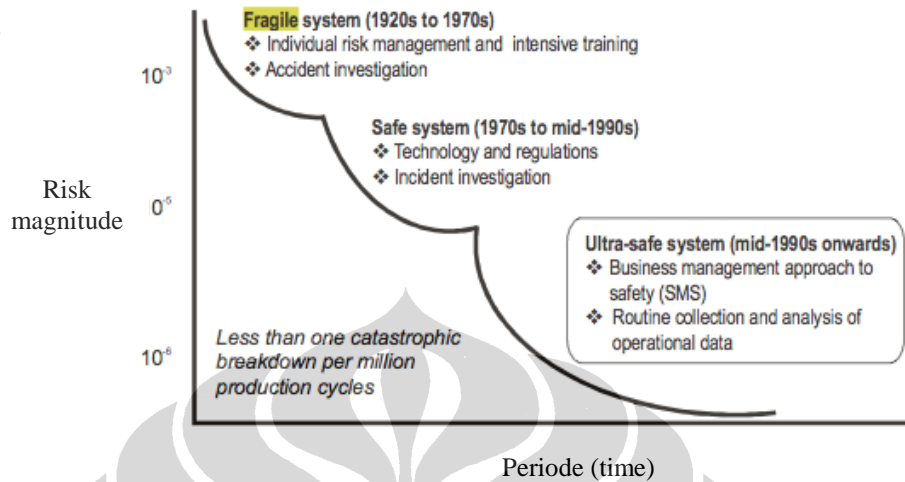 Fragile system (1920s to 1970s)
❖ Individual risk management and intensive training
❖ Accident investigation
10⁻³
Safe system (1970s to mid-1990s)
❖ Technology and regulations
❖ Incident investigation
Risk
magnitude
0⁻⁵
Ultra-safe system (mid-1990s onwards)
❖ Business management approach to
safety (SMS)
❖ Routine collection and analysis of
operational data
Less than one catastrophic
breakdown per million
production cycles
10⁻⁶
Periode (time)